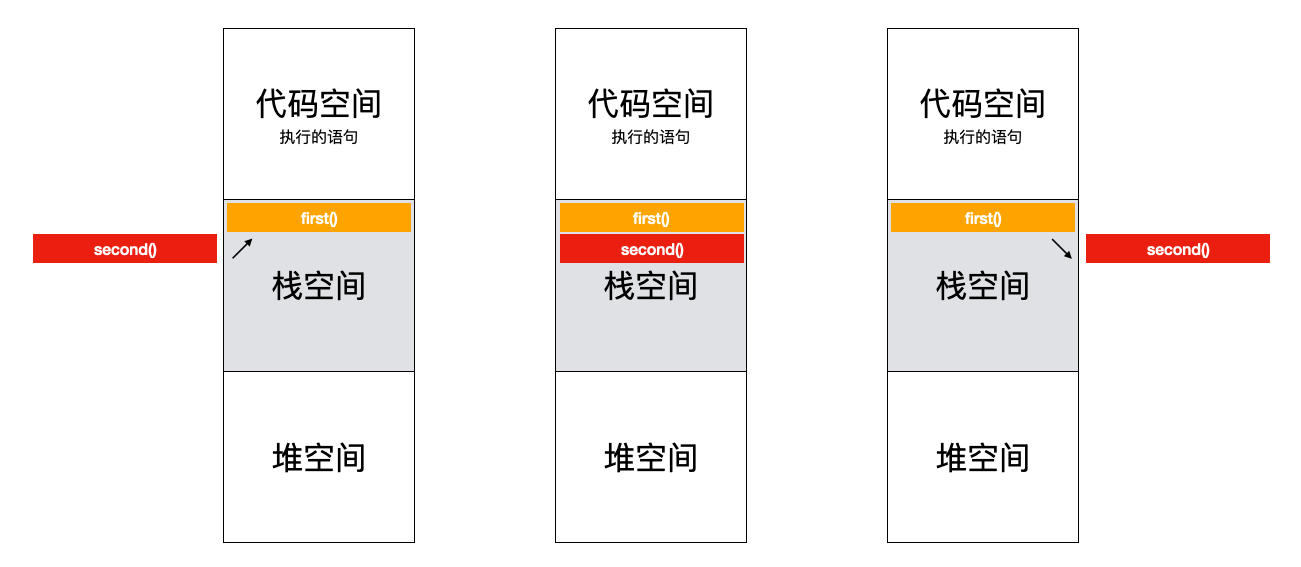 代码空间
执行的语句
first()
second()
栈空间
堆空间
代码空间
执行的语句
first()
second()
栈空间
堆空间
代码空间
执行的语句
first()
second()
栈空间
堆空间